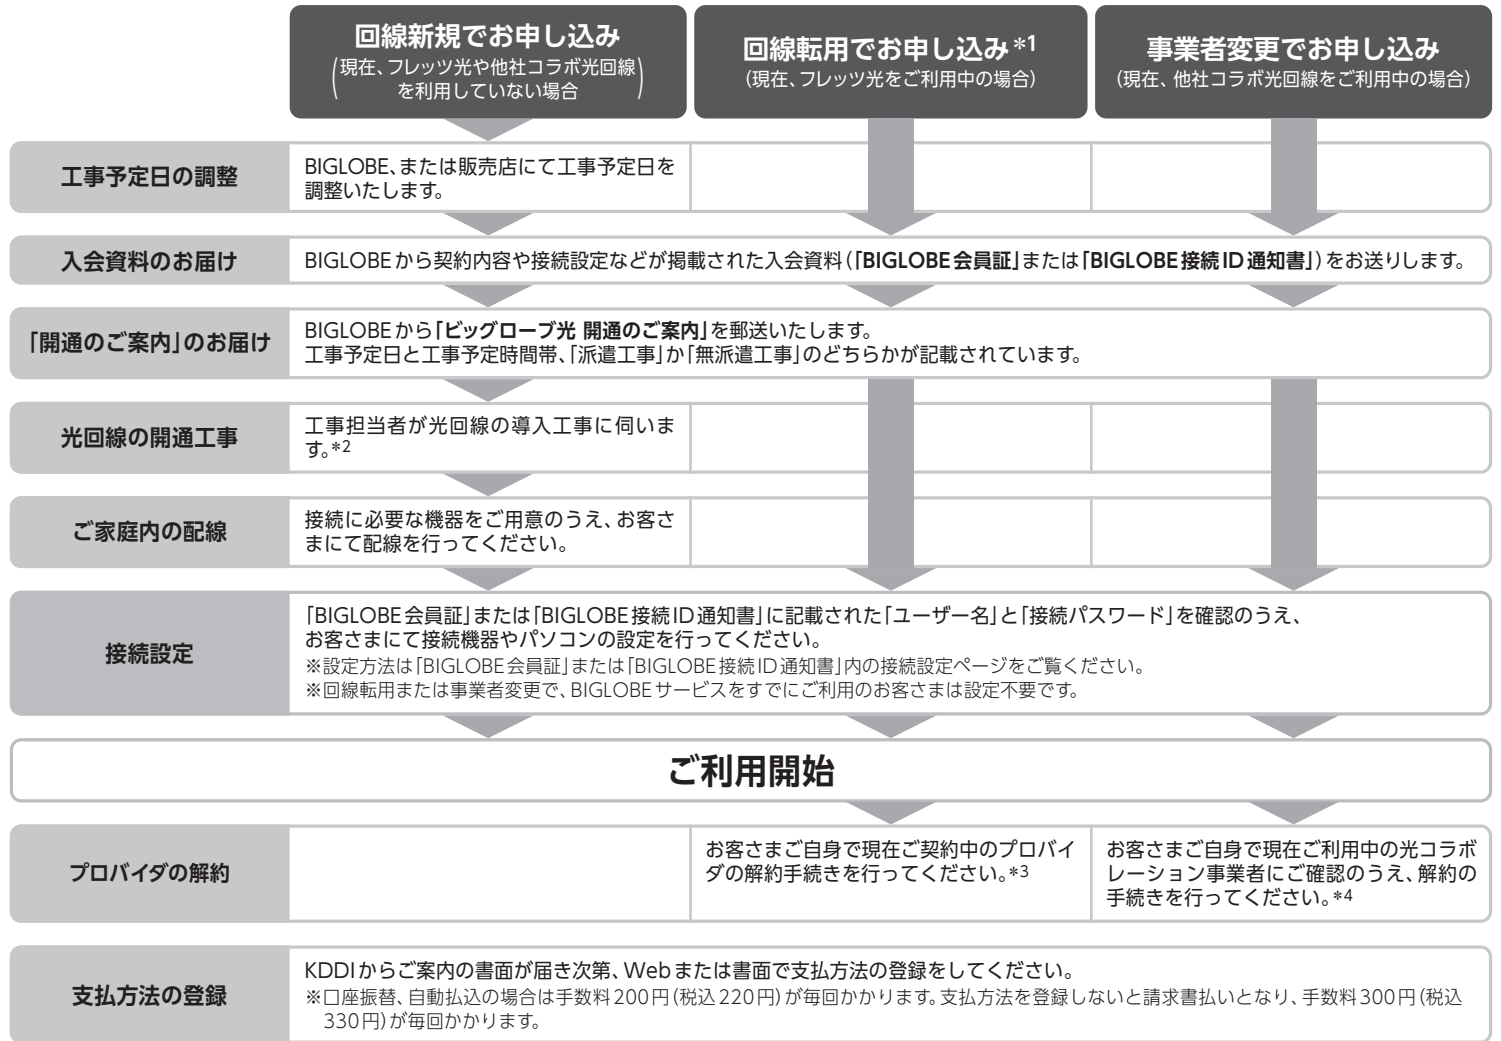 回線新規でお申し込み
(現在、フレッツ光や他社コラボ光回線
を利用していない場合)
回線転用でお申し込み*1
(現在、フレッツ光をご利用中の場合)
事業者変更でお申し込み
(現在、他社コラボ光回線をご利用中の場合)
工事予定日の調整
BIGLOBE、または販売店にて工事予定日を
調整いたします。
入会資料のお届け
BIGLOBEから契約内容や接続設定などが掲載された入会資料(「BIGLOBE会員証」または「BIGLOBE接続ID通知書」)をお送りします。
「開通のご案内」のお届け
BIGLOBEから「ビッグローブ光 開通のご案内」を郵送いたします。
工事予定日と工事予定時間帯、「派遣工事」か「無派遣工事」のどちらかが記載されています。
光回線の開通工事
工事担当者が光回線の導入工事に伺いま
す。*2
ご家庭内の配線
接続に必要な機器をご用意のうえ、お客さ
まにて配線を行ってください。
接続設定
「BIGLOBE会員証」または「BIGLOBE接続ID通知書」に記載された「ユーザー名」と「接続パスワード」を確認のうえ、
お客さまにて接続機器やパソコンの設定を行ってください。
※設定方法は「BIGLOBE会員証」または「BIGLOBE接続ID通知書」内の接続設定ページをご覧ください。
※回線転用または事業者変更で、BIGLOBEサービスをすでにご利用のお客さまは設定不要です。
ご利用開始
プロバイダの解約
お客さまご自身で現在ご契約中のプロバイ
ダの解約手続きを行ってください。*3
お客さまご自身で現在ご利用中の光コラボ
レーション事業者にご確認のうえ、解約の
手続きを行ってください。*4
支払方法の登録
KDDIからご案内の書面が届き次第、Webまたは書面で支払方法の登録をしてください。
※口座振替、自動払込の場合は手数料200円(税込220円)が毎回かかります。支払方法を登録しないと請求書払いとなり、手数料300円(税込
330円)が毎回かかります。